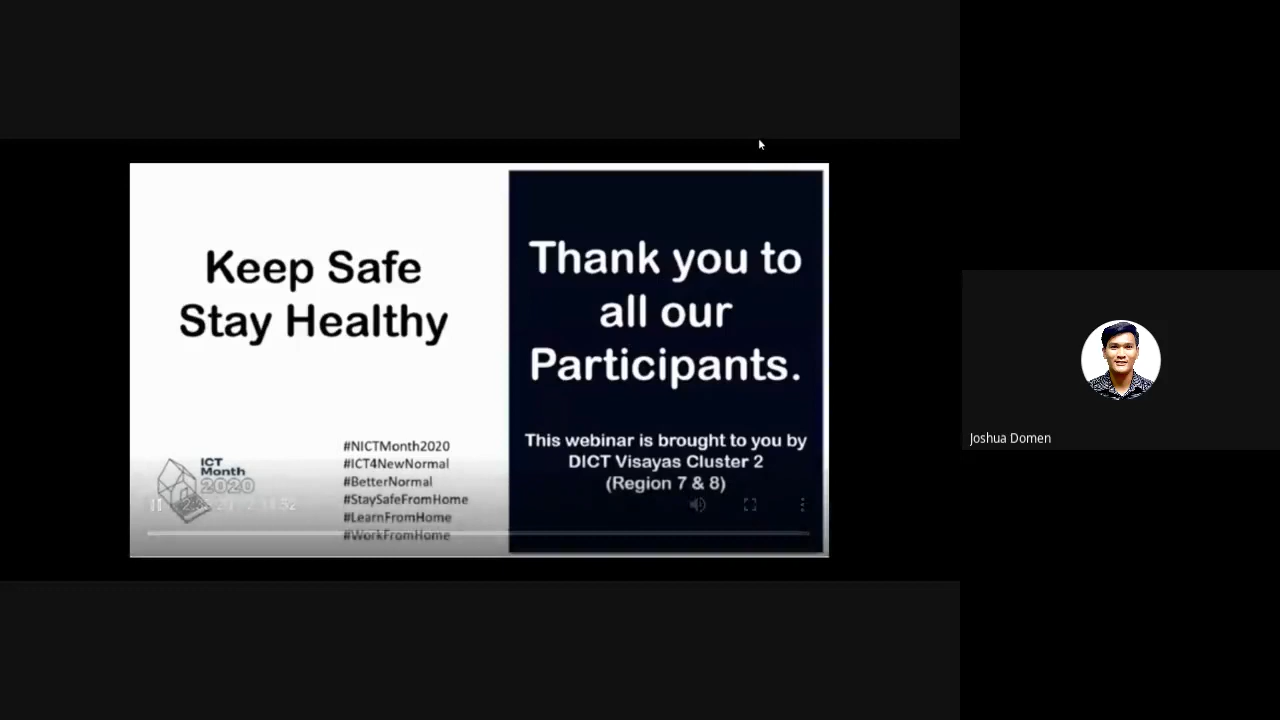 Keep Safe
Stay Healthy
ICT
Month
2020
#NICTMonth2020
#ICT4NewNormal
#BetterNormal
#StaySafeFromHome
#LearnFromHome
#WorkFromHome
Thank you to
all our
Participants.
This webinar is brought to you by
DICT Visayas Cluster 2
(Region 7 & 8)
Joshua Domen